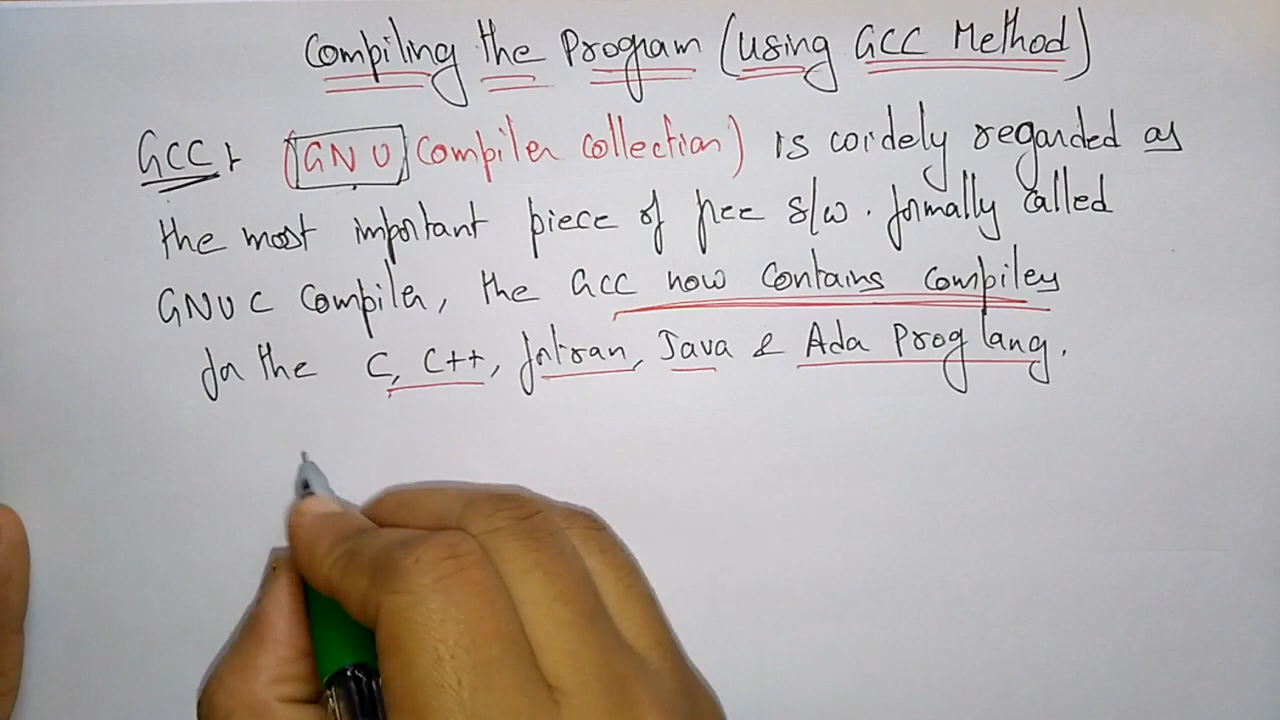 Compiling the Program (using GCC Method)
GCC: (GNU Compiler collection) is coidely regarded as
the most important piece of free s/w. formally called
GNU C Compiler, the GCC now contains compilers
for the C, C++, fortran, Java & Ada Prog lang.